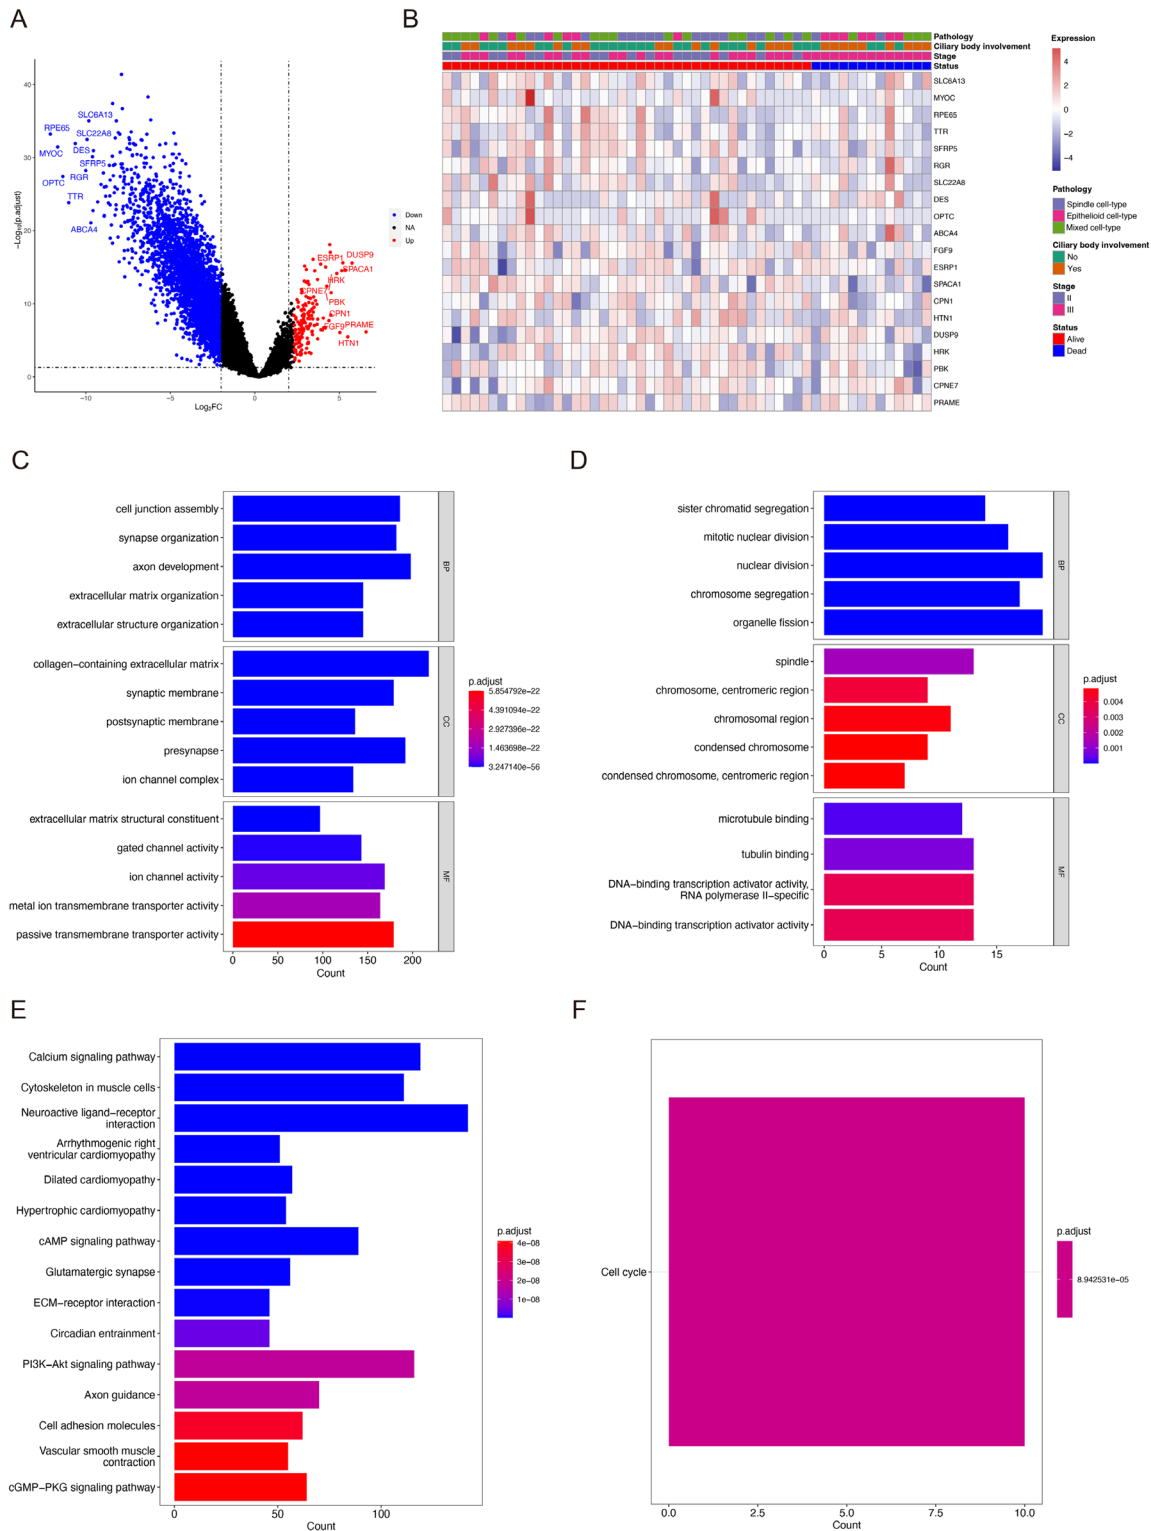 A
−Log₁₀(p.adjust)
40
30
20
10
0
SLC6A13
RPE65
SLC22A8
MYOC
DES
SFRP5
OPTC
RGR
TTR
ABCA4
ESRP1
DUSP9
SPACA1
HRK
CPNE7
PBK
CPN1
FGF9
PRAME
HTN1
−10
−5
0
5
Log₂FC
Down
NA
Up
B
Pathology
Ciliary body involvement
Stage
Status
SLC6A13
MYOC
RPE65
TTR
SFRP5
RGR
SLC22A8
DES
OPTC
ABCA4
FGF9
ESRP1
SPACA1
CPN1
HTN1
DUSP9
HRK
PBK
CPNE7
PRAME
Expression
4
2
0
−2
−4
Pathology
Spindle cell-type
Epithelioid cell-type
Mixed cell-type
Ciliary body involvement
No
Yes
Stage
II
III
Status
Alive
Dead
C
cell junction assembly
synapse organization
axon development
extracellular matrix organization
extracellular structure organization
BP
collagen−containing extracellular matrix
synaptic membrane
postsynaptic membrane
presynapse
ion channel complex
CC
extracellular matrix structural constituent
gated channel activity
ion channel activity
metal ion transmembrane transporter activity
passive transmembrane transporter activity
MF
0
50
100
150
200
Count
p.adjust
5.854792e−22
4.391094e−22
2.927396e−22
1.463698e−22
3.247140e−56
D
sister chromatid segregation
mitotic nuclear division
nuclear division
chromosome segregation
organelle fission
BP
spindle
chromosome, centromeric region
chromosomal region
condensed chromosome
condensed chromosome, centromeric region
CC
microtubule binding
tubulin binding
DNA−binding transcription activator activity,
RNA polymerase II−specific
DNA−binding transcription activator activity
MF
0
5
10
15
Count
p.adjust
0.004
0.003
0.002
0.001
E
Calcium signaling pathway
Cytoskeleton in muscle cells
Neuroactive ligand−receptor
interaction
Arrhythmogenic right
ventricular cardiomyopathy
Dilated cardiomyopathy
Hypertrophic cardiomyopathy
cAMP signaling pathway
Glutamatergic synapse
ECM−receptor interaction
Circadian entrainment
PI3K−Akt signaling pathway
Axon guidance
Cell adhesion molecules
Vascular smooth muscle
contraction
cGMP−PKG signaling pathway
0
50
100
Count
p.adjust
4e−08
3e−08
2e−08
1e−08
F
Cell cycle
0.0
2.5
5.0
7.5
10.0
Count
p.adjust
8.942531e−05